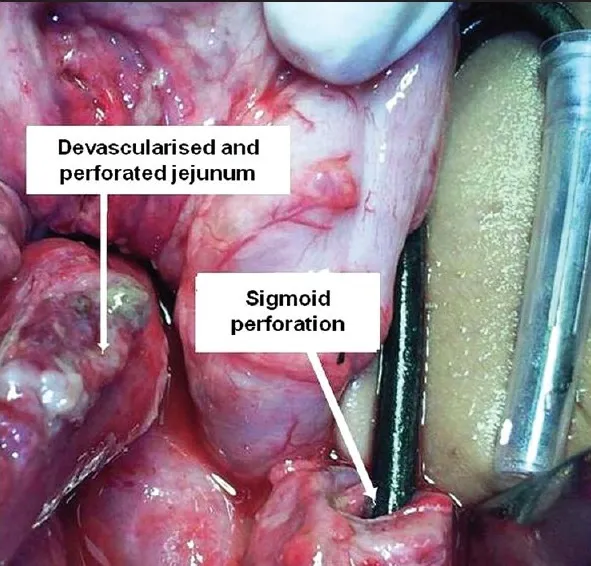 Devascularised and
perforated jejunum
Sigmoid
perforation